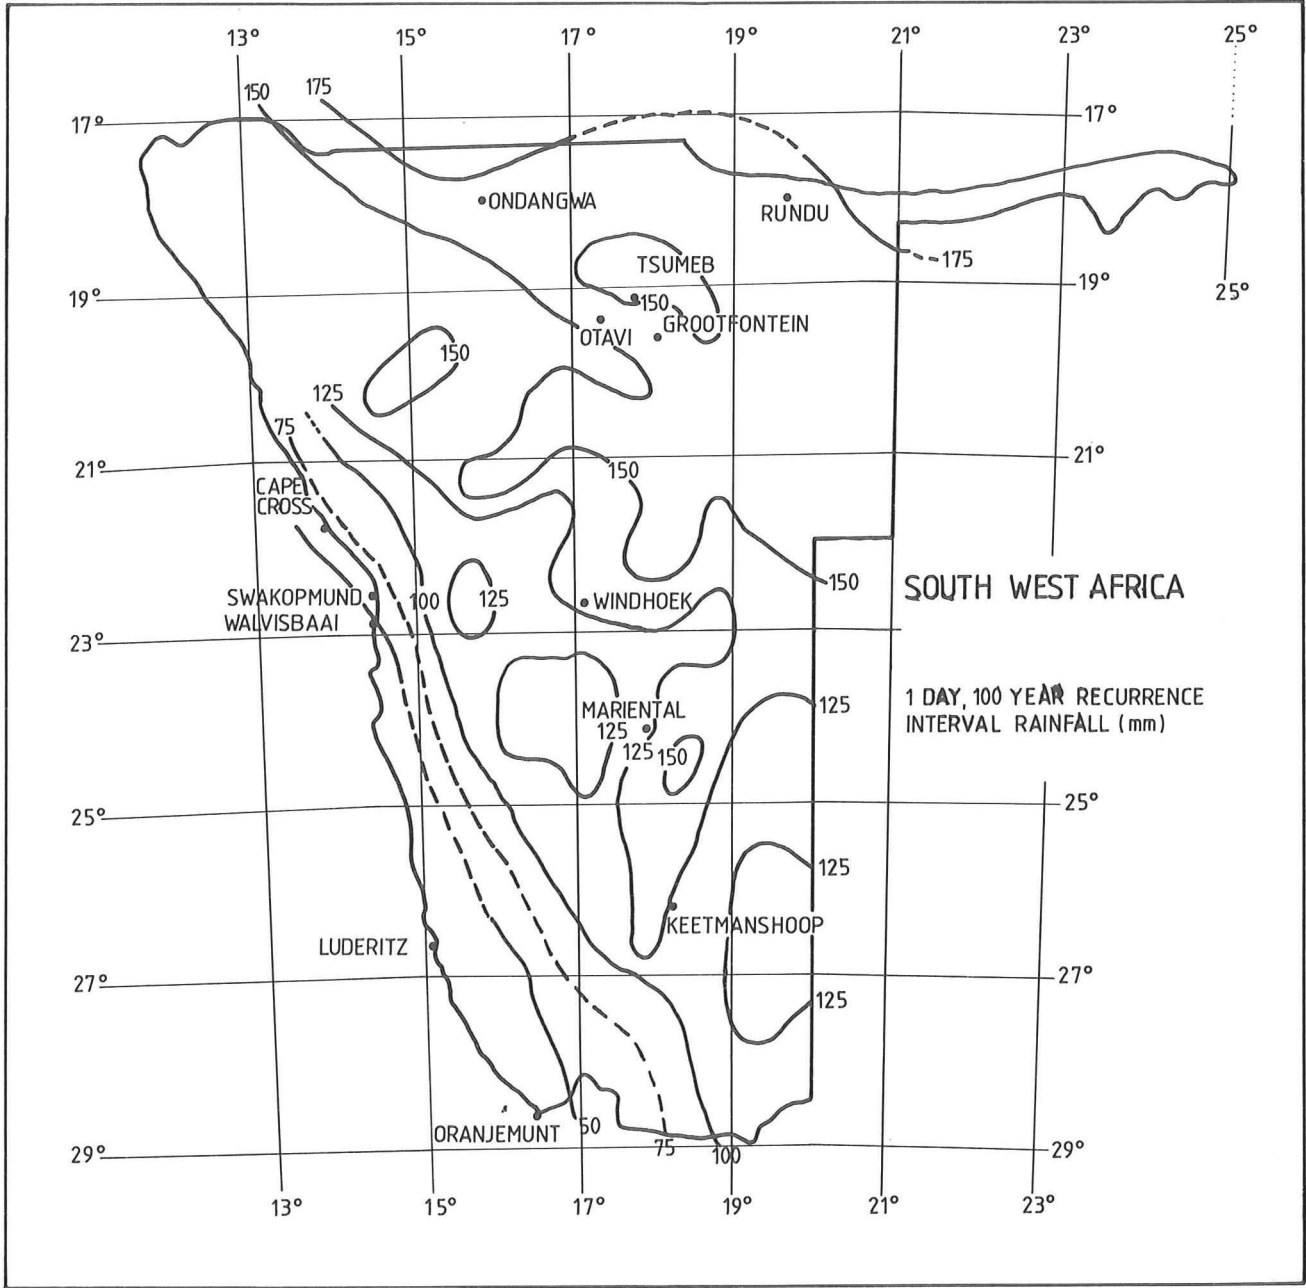 13° 15° 17° 19° 21° 23° 25°
150 175
17° 17°
ONDANGWA
RUNDU
175
TSUMEB
19° 19°
25°
150
GROOTFONTEIN
OTAVI
150
125
75
21° 21°
150
CAPE
CROSS
150
SOUTH WEST AFRICA
SWAKOPMUND 100 125 WINDHOEK
WALVISBAAI
23°
1 DAY, 100 YEAR RECURRENCE
INTERVAL RAINFALL (mm)
MARIENTAL 125
125
125 150
25° 25°
125
KEETMANSHOOP
LUDERITZ
27° 27°
125
ORANJEMUNT 50
75 100
29° 29°
13° 15° 17° 19° 21° 23°